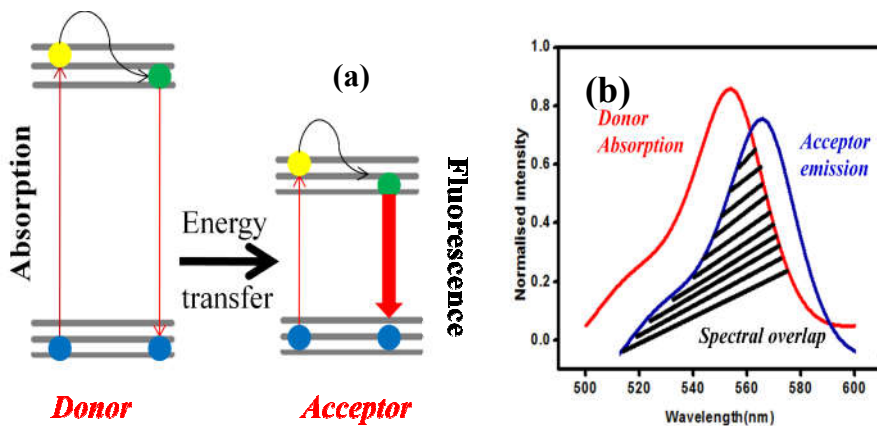 (a)
Absorption
Energy
transfer
Fluorescence
Donor
Acceptor
(b)
Donor
Absorption
Acceptor
emission
Spectral overlap
Normalised intensity
1.0
0.8
0.6
0.4
0.2
0.0
500 520 540 560 580 600
Wavelength(nm)